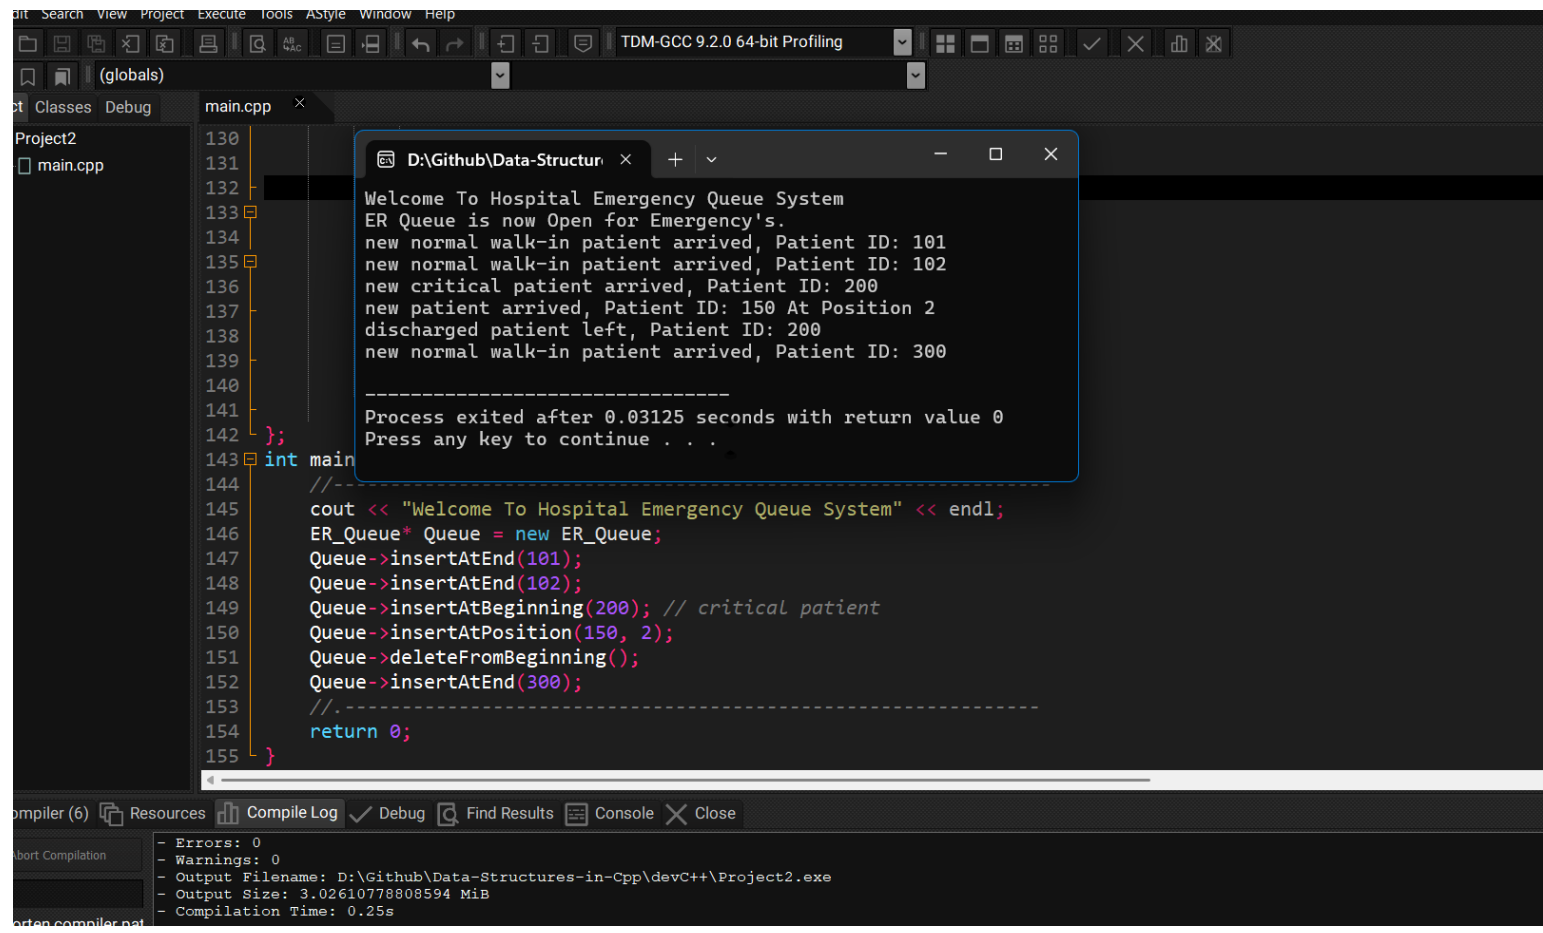 dit Search View Project Execute Tools AStyle Window Help
TDM-GCC 9.2.0 64-bit Profiling
(globals)
ct Classes Debug
main.cpp
Project2
main.cpp
130
131
132
133
134
135
136
137
138
139
140
141
142 };
143 int main
144 //------------------------------------------------------------------
145 cout << "Welcome To Hospital Emergency Queue System" << endl;
146 ER_Queue* Queue = new ER_Queue;
147 Queue->insertAtEnd(101);
148 Queue->insertAtEnd(102);
149 Queue->insertAtBeginning(200); // critical patient
150 Queue->insertAtPosition(150, 2);
151 Queue->deleteFromBeginning();
152 Queue->insertAtEnd(300);
153 //.-------------------------------------------------------------
154 return 0;
155 }
D:\Github\Data-Structur
Welcome To Hospital Emergency Queue System
ER Queue is now Open for Emergency's.
new normal walk-in patient arrived, Patient ID: 101
new normal walk-in patient arrived, Patient ID: 102
new critical patient arrived, Patient ID: 200
new patient arrived, Patient ID: 150 At Position 2
discharged patient left, Patient ID: 200
new normal walk-in patient arrived, Patient ID: 300
--------------------------------
Process exited after 0.03125 seconds with return value 0
Press any key to continue . . .
ompiler (6) Resources Compile Log Debug Find Results Console Close
Abort Compilation
- Errors: 0
- Warnings: 0
- Output Filename: D:\Github\Data-Structures-in-Cpp\devC++\Project2.exe
- Output Size: 3.02610778808594 MiB
- Compilation Time: 0.25s
orten compiler pat